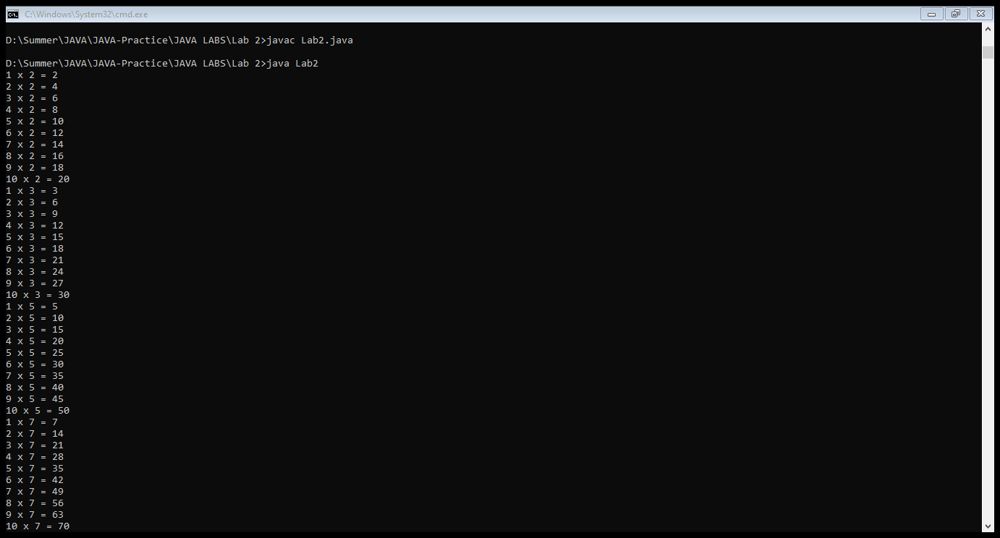 C:\Windows\System32\cmd.exe
D:\Summer\JAVA\JAVA-Practice\JAVA LABS\Lab 2>javac Lab2.java
D:\Summer\JAVA\JAVA-Practice\JAVA LABS\Lab 2>java Lab2
1 x 2 = 2
2 x 2 = 4
3 x 2 = 6
4 x 2 = 8
5 x 2 = 10
6 x 2 = 12
7 x 2 = 14
8 x 2 = 16
9 x 2 = 18
10 x 2 = 20
1 x 3 = 3
2 x 3 = 6
3 x 3 = 9
4 x 3 = 12
5 x 3 = 15
6 x 3 = 18
7 x 3 = 21
8 x 3 = 24
9 x 3 = 27
10 x 3 = 30
1 x 5 = 5
2 x 5 = 10
3 x 5 = 15
4 x 5 = 20
5 x 5 = 25
6 x 5 = 30
7 x 5 = 35
8 x 5 = 40
9 x 5 = 45
10 x 5 = 50
1 x 7 = 7
2 x 7 = 14
3 x 7 = 21
4 x 7 = 28
5 x 7 = 35
6 x 7 = 42
7 x 7 = 49
8 x 7 = 56
9 x 7 = 63
10 x 7 = 70